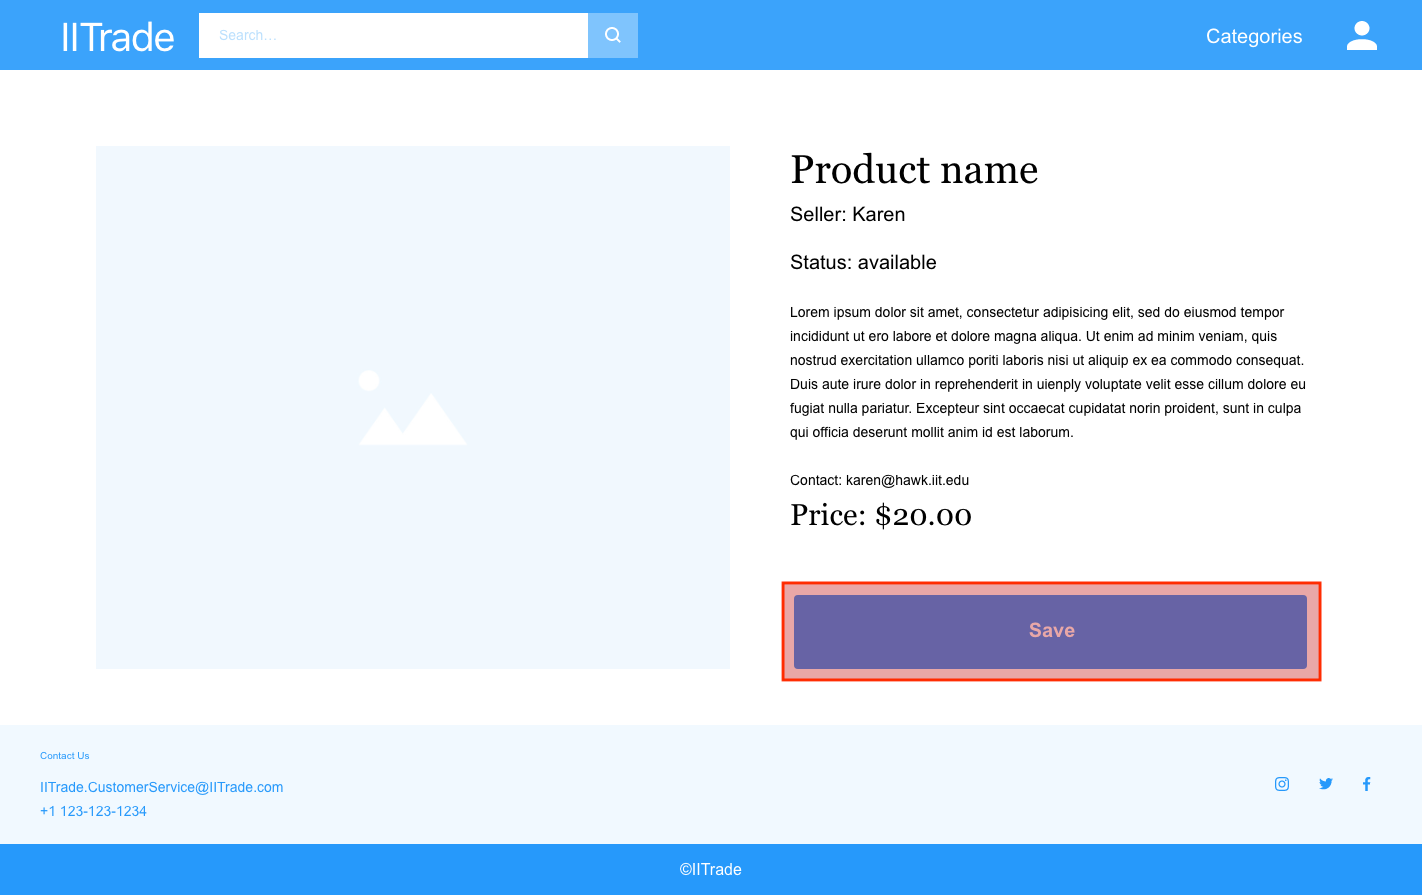 IITrade
Search...
Categories
Product name
Seller: Karen
Status: available
Lorem ipsum dolor sit amet, consectetur adipisicing elit, sed do eiusmod tempor
incididunt ut ero labore et dolore magna aliqua. Ut enim ad minim veniam, quis
nostrud exercitation ullamco poriti laboris nisi ut aliquip ex ea commodo consequat.
Duis aute irure dolor in reprehenderit in uienply voluptate velit esse cillum dolore eu
fugiat nulla pariatur. Excepteur sint occaecat cupidatat norin proident, sunt in culpa
qui officia deserunt mollit anim id est laborum.
Contact: karen@hawk.iit.edu
Price: $20.00
Save
Contact Us
IITrade.CustomerService@IITrade.com
+1 123-123-1234
©IITrade